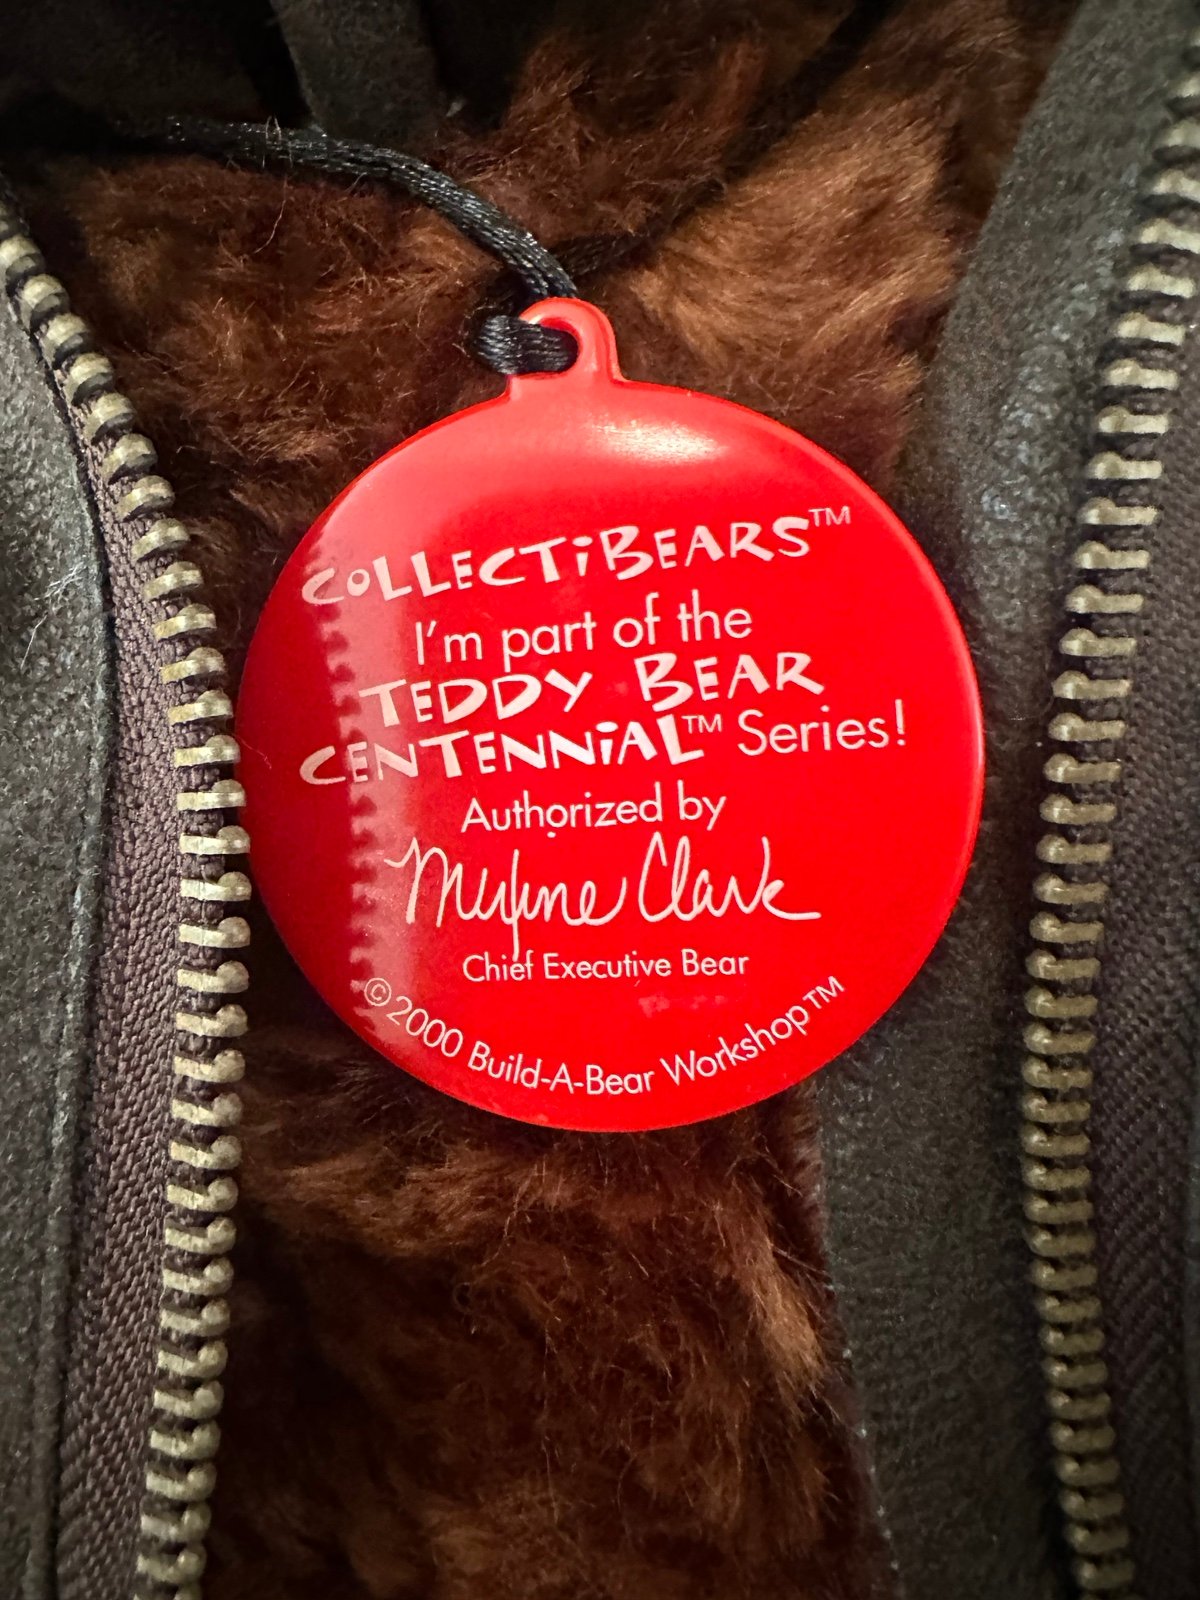 COLLECTiBEARS™
I'm part of the
TEDDY BEAR
CENTENNiAL™ Series!
Authorized by
Maxine Clark
Chief Executive Bear
©2000 Build-A-Bear Workshop™